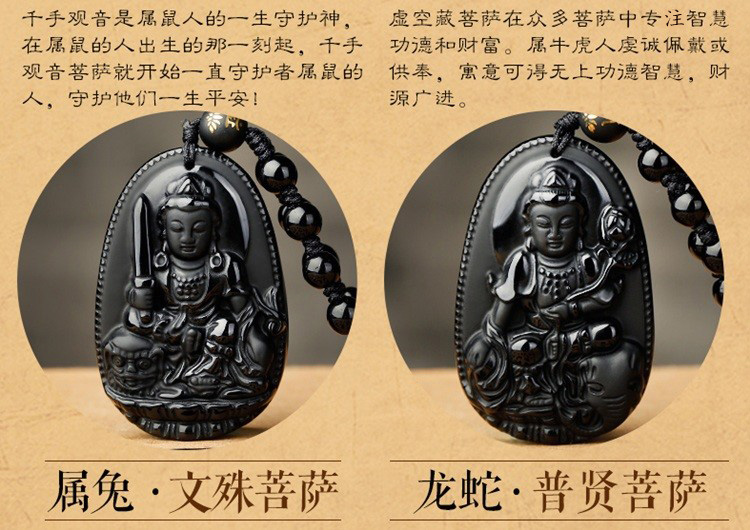 千手观音是属鼠人的一生守护神，
在属鼠的人出生的那一刻起，千手
观音菩萨就开始一直守护者属鼠的
人，守护他们一生平安！
虚空藏菩萨在众多菩萨中专注智慧
功德和财富。属牛虎人虔诚佩戴或
供奉，寓意可得无上功德智慧，财
源广进。
属兔·文殊菩萨
龙蛇·普贤菩萨